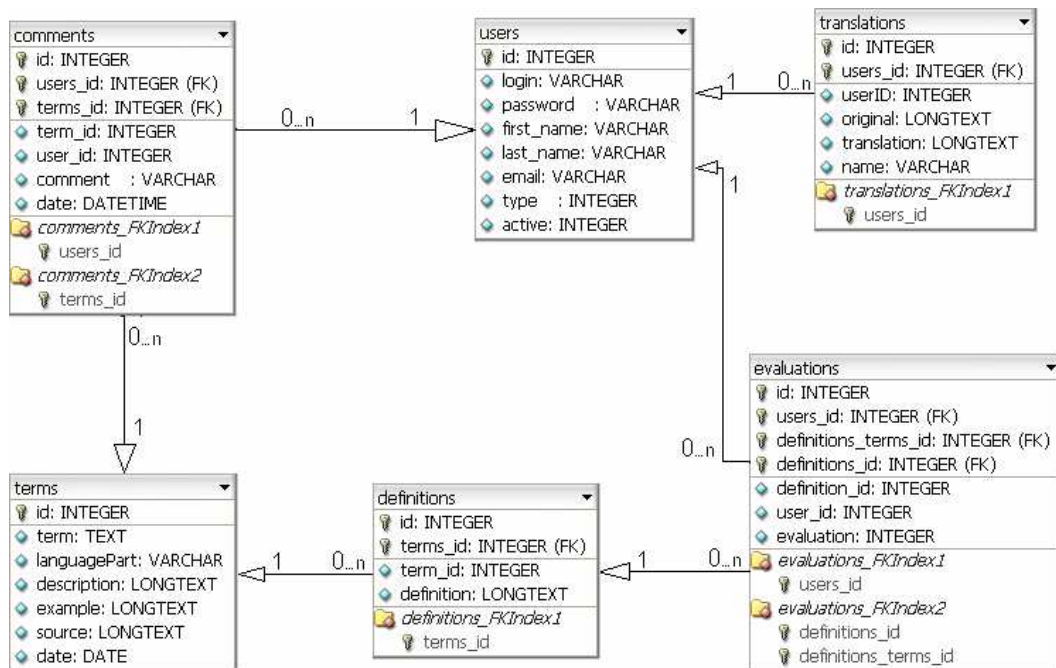 comments
id: INTEGER
users_id: INTEGER (FK)
terms_id: INTEGER (FK)
term_id: INTEGER
user_id: INTEGER
comment : VARCHAR
date: DATETIME
comments_FKIndex1
users_id
comments_FKIndex2
terms_id
0...n
1
users
id: INTEGER
login: VARCHAR
password : VARCHAR
first_name: VARCHAR
last_name: VARCHAR
email: VARCHAR
type : INTEGER
active: INTEGER
1
0...n
translations
id: INTEGER
users_id: INTEGER (FK)
userID: INTEGER
original: LONGTEXT
translation: LONGTEXT
name: VARCHAR
translations_FKIndex1
users_id
1
0...n
0...n
1
evaluations
id: INTEGER
users_id: INTEGER (FK)
definitions_terms_id: INTEGER (FK)
definitions_id: INTEGER (FK)
definition_id: INTEGER
user_id: INTEGER
evaluation: INTEGER
evaluations_FKIndex1
users_id
evaluations_FKIndex2
definitions_id
definitions_terms_id
terms
id: INTEGER
term: TEXT
languagePart: VARCHAR
description: LONGTEXT
example: LONGTEXT
source: LONGTEXT
date: DATE
1
0...n
definitions
id: INTEGER
terms_id: INTEGER (FK)
term_id: INTEGER
definition: LONGTEXT
definitions_FKIndex1
terms_id
1
0...n